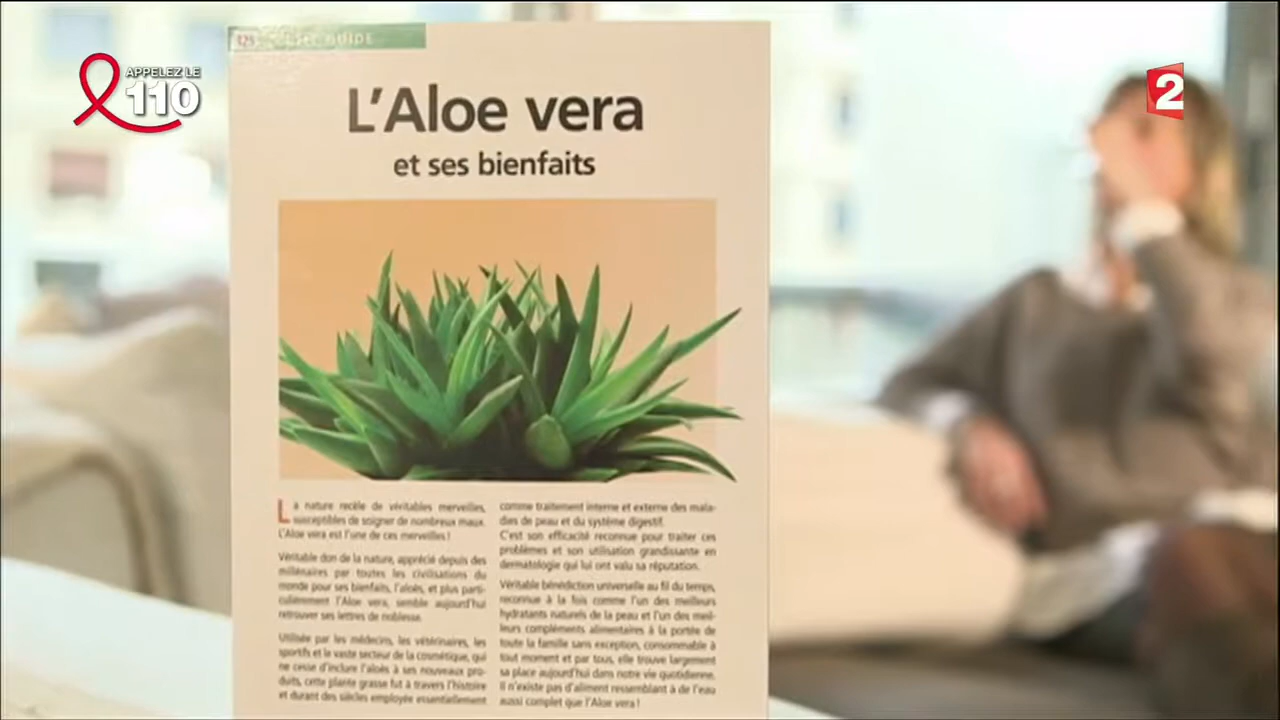 APPELEZ LE
110
2
GUIDE
L'Aloe vera
et ses bienfaits
La nature recèle de véritables merveilles,
susceptibles de soigner de nombreux maux.
L'Aloe vera est l'une de ces merveilles !
Véritable don de la nature, apprécié depuis des
millénaires par toutes les civilisations du
monde pour ses bienfaits, l'aloès, et plus parti-
culièrement l'Aloe vera, semble aujourd'hui
retrouver ses lettres de noblesse.
Utilisée par les médecins, les vétérinaires, les
sportifs et le vaste secteur de la cosmétique, qui
ne cesse d'inclure l'aloès à ses nouveaux pro-
duits, cette plante grasse fut à travers l'histoire
et durant des siècles employée essentiellement
comme traitement interne et externe des mala-
dies de peau et du système digestif.
C'est son efficacité reconnue pour traiter ces
problèmes et son utilisation grandissante en
dermatologie qui lui ont valu sa réputation.
Véritable bénédiction universelle au fil du temps,
reconnue à la fois comme l'un des meilleurs
hydratants naturels de la peau et l'un des meil-
leurs compléments alimentaires à la portée de
toute la famille sans exception, consommable à
tout moment et par tous, elle trouve largement
sa place aujourd'hui dans notre vie quotidienne.
Il n'existe pas d'aliment ressemblant à de l'eau
aussi complet que l'Aloe vera !